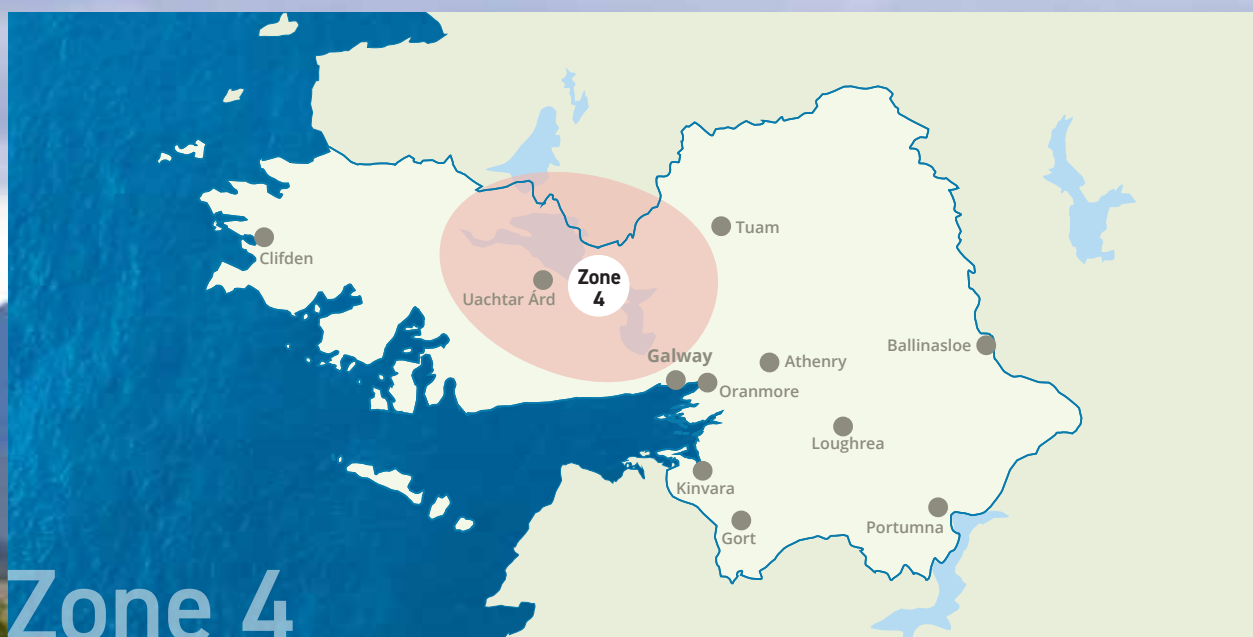 Tuam
Clifden
Zone
4
Uachtar Árd
Ballinasloe
Galway
Athenry
Oranmore
Loughrea
Kinvara
Portumna
Gort
Zone 4